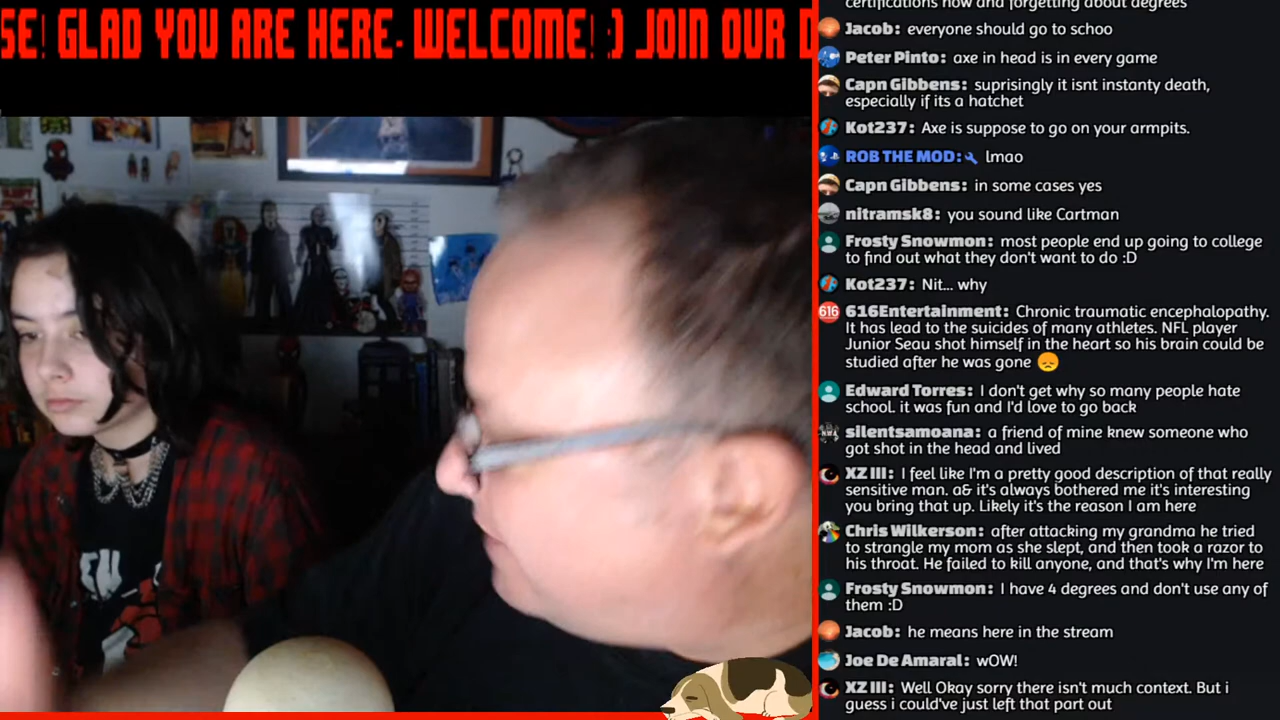 SE! GLAD YOU ARE HERE. WELCOME! :) JOIN OUR D
certifications now and forgetting about degrees
Jacob: everyone should go to schoo
Peter Pinto: axe in head is in every game
Capn Gibbens: suprisingly it isnt instanty death,
especially if its a hatchet
Kot237: Axe is suppose to go on your armpits.
ROB THE MOD: lmao
Capn Gibbens: in some cases yes
nitramsk8: you sound like Cartman
Frosty Snowmon: most people end up going to college
to find out what they don't want to do :D
Kot237: Nit... why
616 616Entertainment: Chronic traumatic encephalopathy.
It has lead to the suicides of many athletes. NFL player
Junior Seau shot himself in the heart so his brain could be
studied after he was gone 😞
Edward Torres: I don't get why so many people hate
school. it was fun and I'd love to go back
silentsamoana: a friend of mine knew someone who
got shot in the head and lived
XZ III: I feel like I'm a pretty good description of that really
sensitive man. a& it's always bothered me it's interesting
you bring that up. Likely it's the reason I am here
Chris Wilkerson: after attacking my grandma he tried
to strangle my mom as she slept, and then took a razor to
his throat. He failed to kill anyone, and that's why I'm here
Frosty Snowmon: I have 4 degrees and don't use any of
them :D
Jacob: he means here in the stream
Joe De Amaral: wOW!
XZ III: Well Okay sorry there isn't much context. But i
guess i could've just left that part out